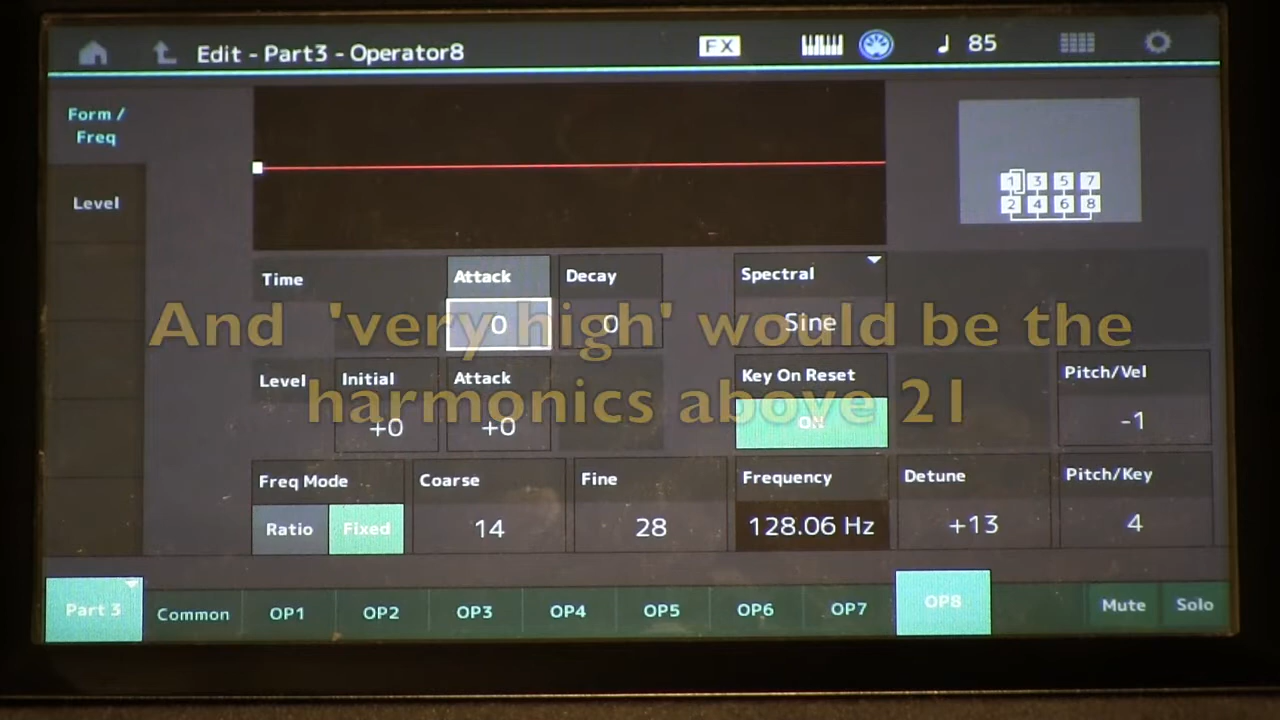 Edit - Part3 - Operator8
FX
85
Form /
Freq
Level
1 3 5 7
2 4 6 8
Time
Attack
Decay
Spectral
0
0
Sine
And 'very high' would be the
harmonics above 21
Level
Initial
Attack
Key On Reset
Pitch/Vel
+0
+0
ON
-1
Freq Mode
Coarse
Fine
Frequency
Detune
Pitch/Key
Ratio
Fixed
14
28
128.06 Hz
+13
4
Part 3
Common
OP1
OP2
OP3
OP4
OP5
OP6
OP7
OP8
Mute
Solo